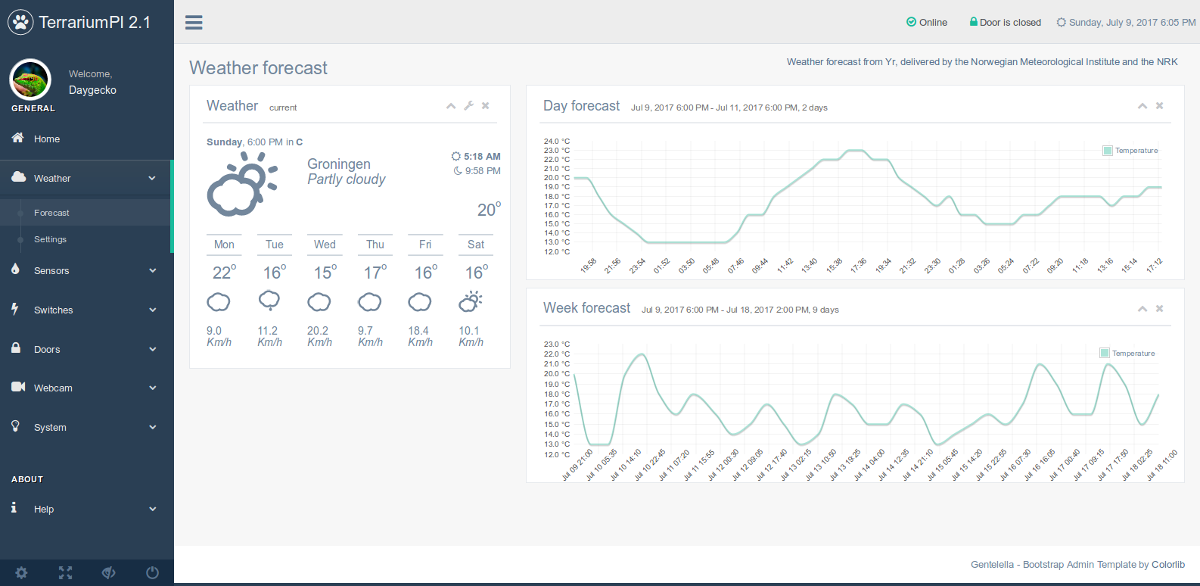 TerrariumPI 2.1
Welcome,
Daygecko
GENERAL
Home
Weather
Forecast
Settings
Sensors
Switches
Doors
Webcam
System
ABOUT
Help
Online Door is closed Sunday, July 9, 2017 6:05 PM
Weather forecast
Weather forecast from Yr, delivered by the Norwegian Meteorological Institute and the NRK
Weather current
Sunday, 6:00 PM in C
Groningen
Partly cloudy
5:18 AM
9:58 PM
20°
Mon Tue Wed Thu Fri Sat
22° 16° 15° 17° 16° 16°
9.0 11.2 20.2 9.7 18.4 10.1
Km/h Km/h Km/h Km/h Km/h Km/h
Day forecast Jul 9, 2017 6:00 PM - Jul 11, 2017 6:00 PM, 2 days
Temperature
24.0 °C
23.0 °C
22.0 °C
21.0 °C
20.0 °C
19.0 °C
18.0 °C
17.0 °C
16.0 °C
15.0 °C
14.0 °C
13.0 °C
12.0 °C
19:58 21:56 23:54 01:52 03:50 05:48 07:46 09:44 11:42 13:40 15:38 17:36 19:34 21:32 23:30 01:28 03:26 05:24 07:22 09:20 11:18 13:16 15:14 17:12
Week forecast Jul 9, 2017 6:00 PM - Jul 18, 2017 2:00 PM, 9 days
Temperature
23.0 °C
22.0 °C
21.0 °C
20.0 °C
19.0 °C
18.0 °C
17.0 °C
16.0 °C
15.0 °C
14.0 °C
13.0 °C
12.0 °C
Jul 09 21:00 Jul 10 05:35 Jul 10 14:10 Jul 10 22:45 Jul 11 07:20 Jul 11 15:55 Jul 12 00:30 Jul 12 09:05 Jul 12 17:40 Jul 13 02:15 Jul 13 10:50 Jul 13 19:25 Jul 14 04:00 Jul 14 12:35 Jul 14 21:10 Jul 15 05:45 Jul 15 14:20 Jul 15 22:55 Jul 16 07:30 Jul 16 16:05 Jul 17 00:40 Jul 17 09:15 Jul 17 17:50 Jul 18 02:25 Jul 18 11:00
Gentelella - Bootstrap Admin Template by Colorlib